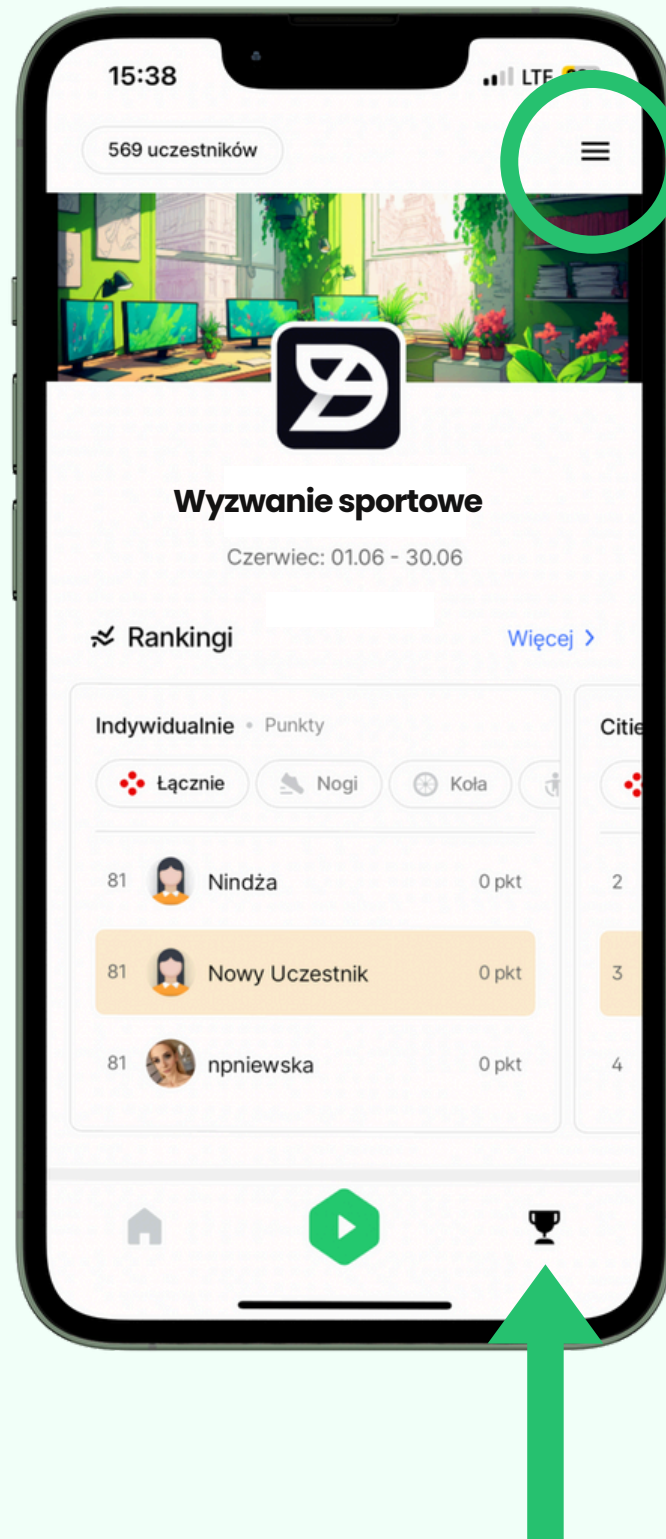 15:38 LTE
569 uczestników
Wyzwanie sportowe
Czerwiec: 01.06 - 30.06
Rankingi Więcej
Indywidualnie • Punkty
Łącznie Nogi Koła
81 Nindża 0 pkt
81 Nowy Uczestnik 0 pkt
81 npniewska 0 pkt
Citie
2
3
4